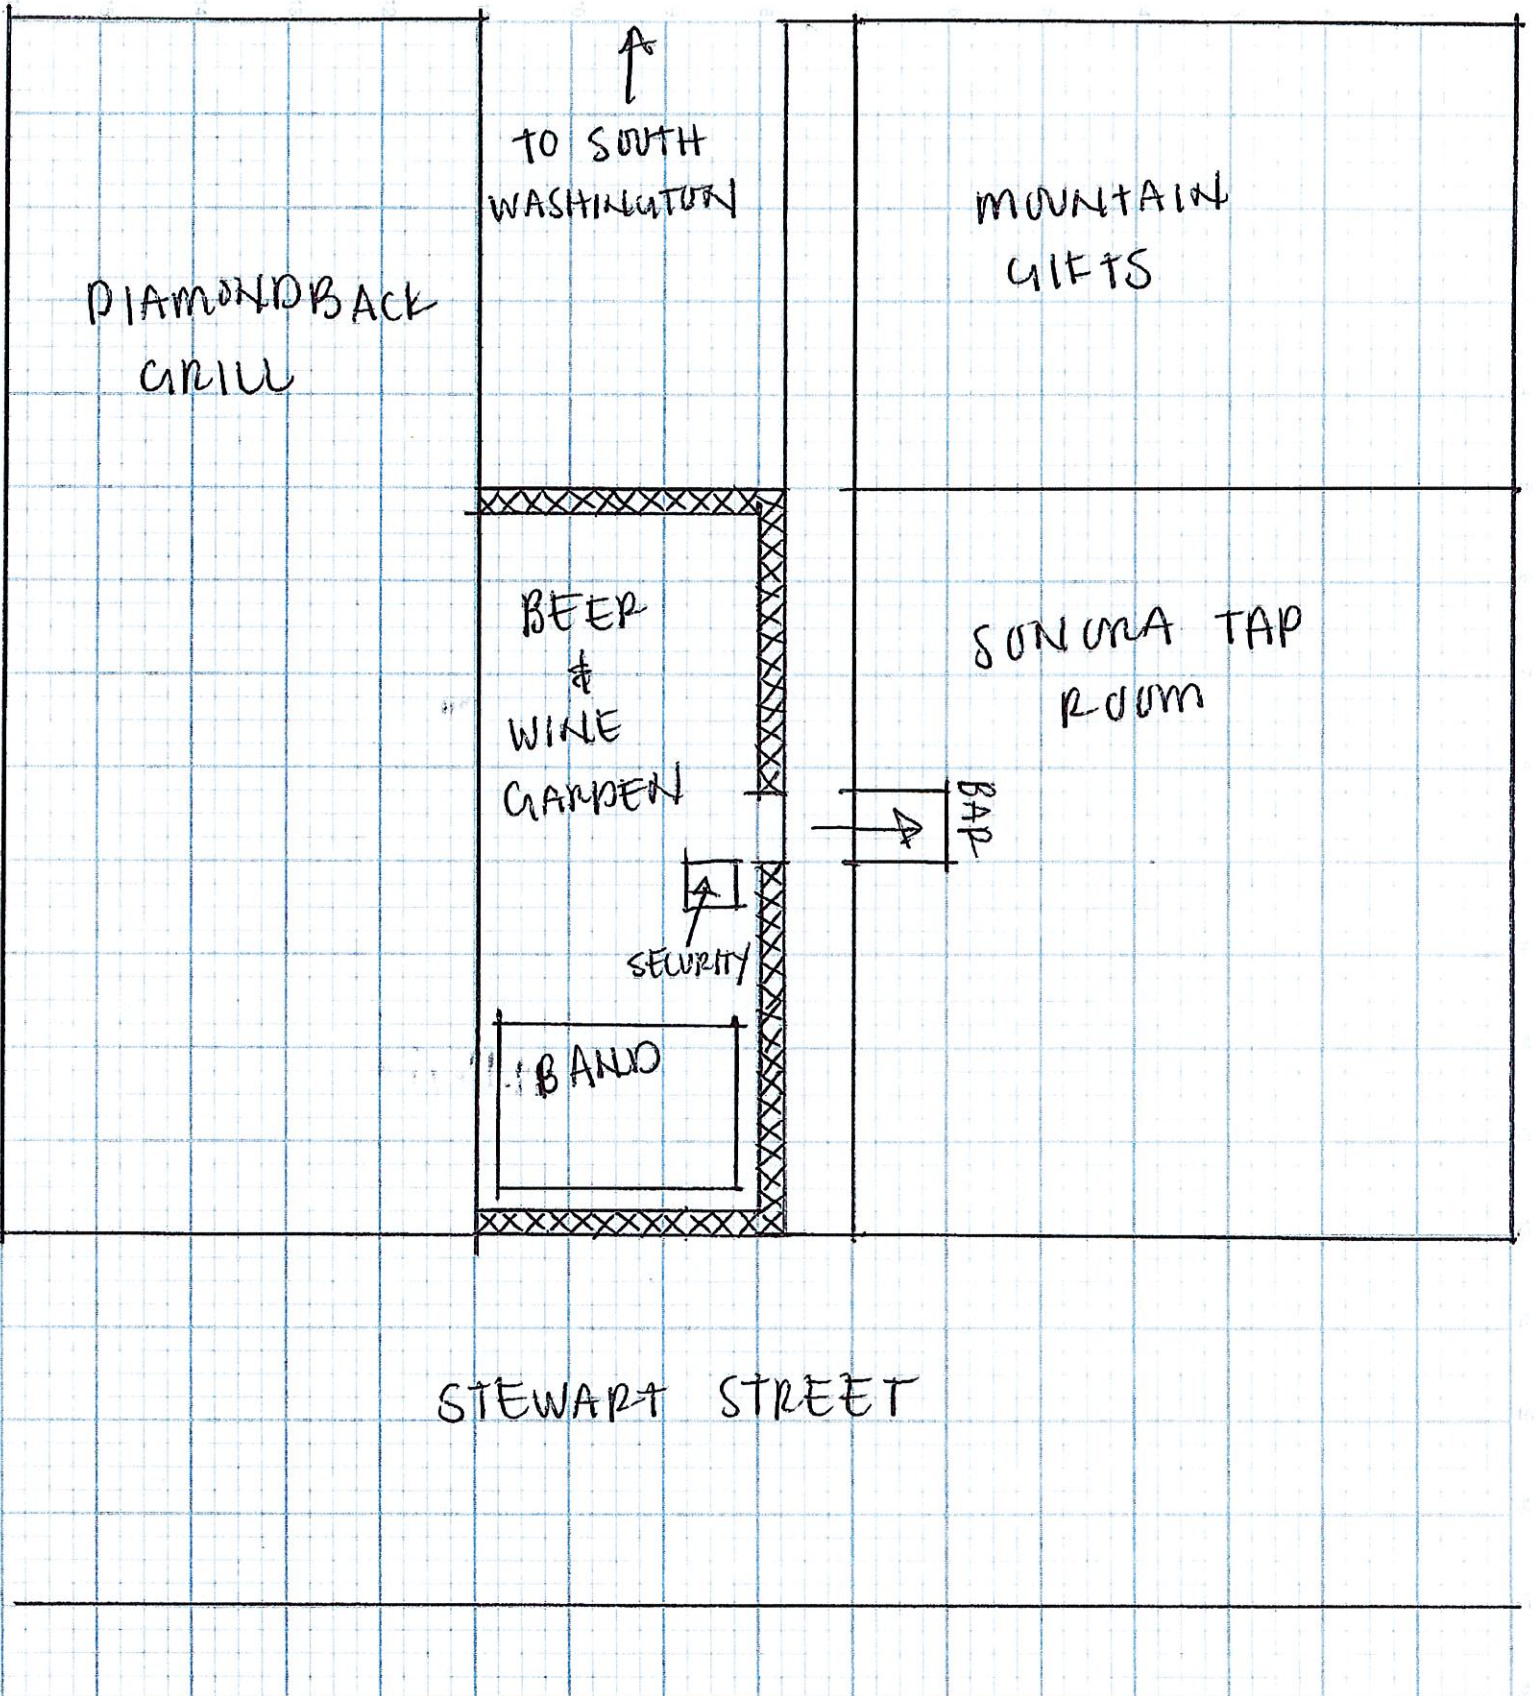 TO SOUTH
WASHINGTON
MOUNTAIN
GIFTS
DIAMONDBACK
GRILL
BEER
&
WINE
GARDEN
SONORA TAP
ROOM
BAR
SECURITY
BAND
STEWART STREET